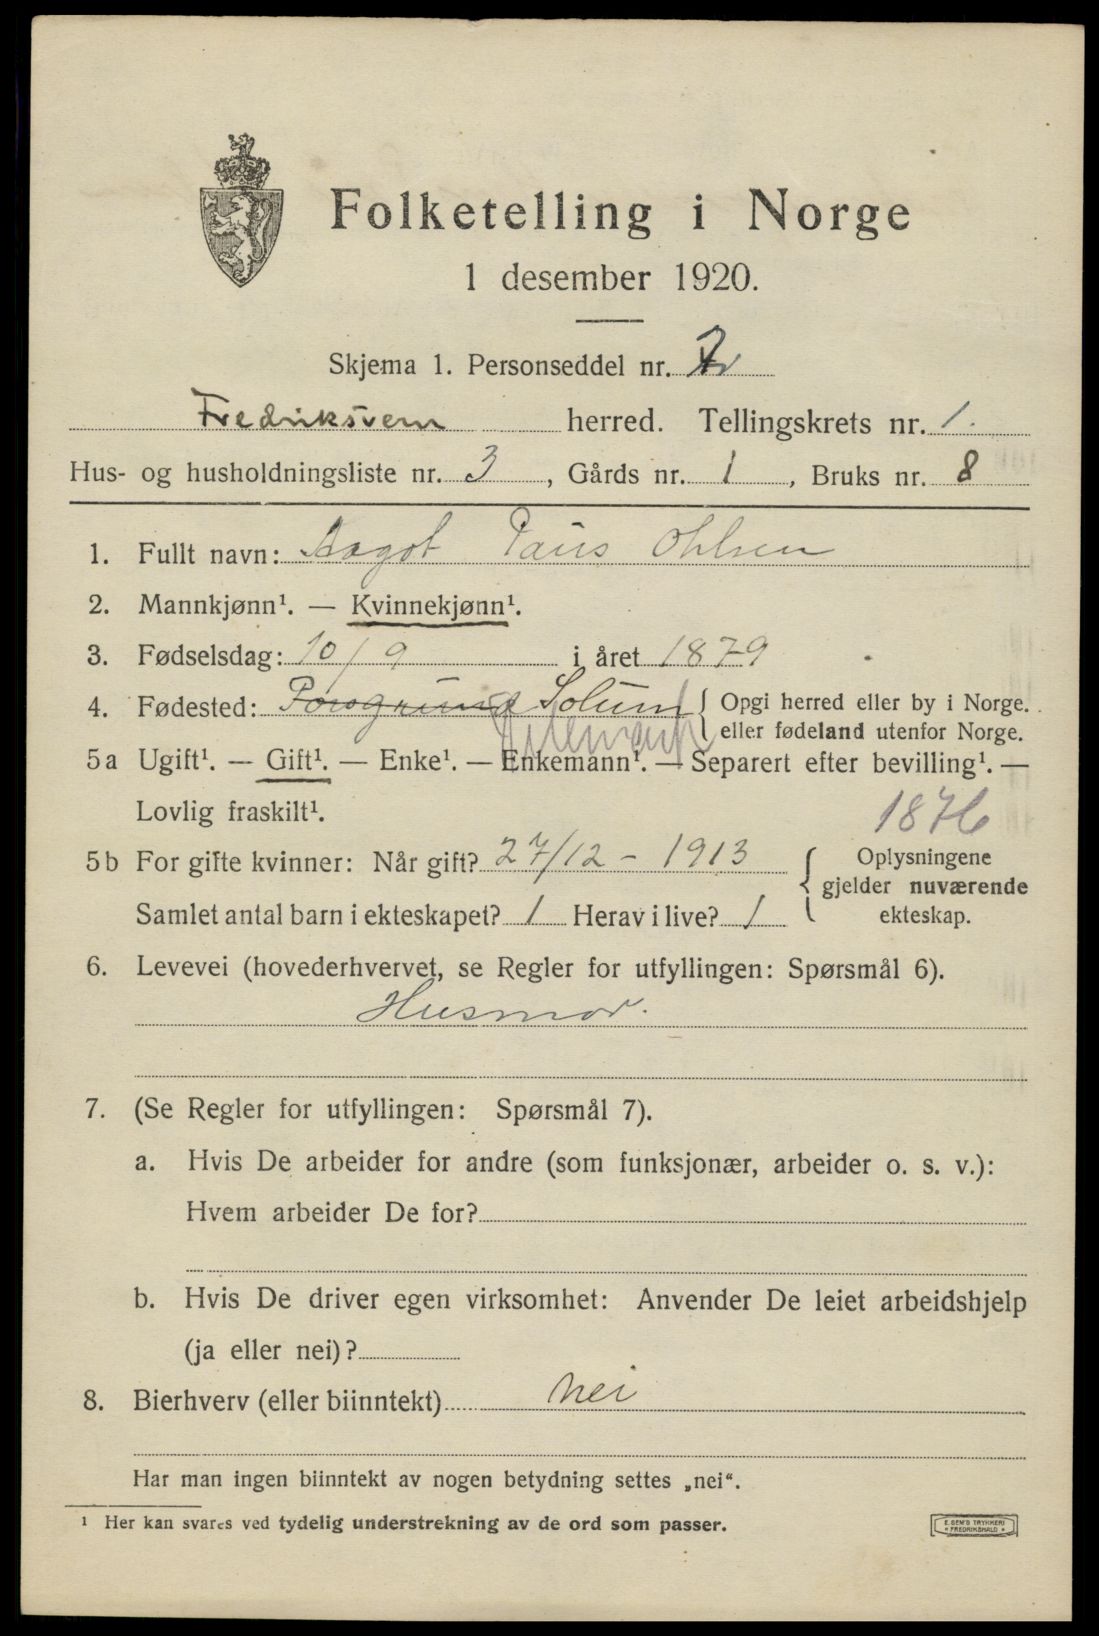 Folketelling i Norge
1 desember 1920.
Skjema 1. Personseddel nr. 2
Fredriksvern herred. Tellingskrets nr. 1.
Hus- og husholdningsliste nr. 3, Gårds nr. 1, Bruks nr. 8
1. Fullt navn: Aagot Paus Ohlsen
2. Mannkjønn¹. — Kvinnekjønn¹.
3. Fødselsdag: 10/9 i året 1879
4. Fødested: Porsgrund Solum { Opgi herred eller by i Norge.
eller fødeland utenfor Norge.
Telemark
5a Ugift¹. — Gift¹. — Enke¹. — Enkemann¹. — Separert efter bevilling¹. —
Lovlig fraskilt¹.
1876
5b For gifte kvinner: Når gift? 27/12 - 1913
Samlet antal barn i ekteskapet? 1 Herav i live? 1
{ Oplysningene
gjelder nuværende
ekteskap.
6. Levevei (hovederhvervet, se Regler for utfyllingen: Spørsmål 6).
Husmor.
7. (Se Regler for utfyllingen: Spørsmål 7).
a. Hvis De arbeider for andre (som funksjonær, arbeider o. s. v.):
Hvem arbeider De for?
b. Hvis De driver egen virksomhet: Anvender De leiet arbeidshjelp
(ja eller nei)?
8. Bierhverv (eller biinntekt) nei
Har man ingen biinntekt av nogen betydning settes „nei“.
¹ Her kan svares ved tydelig understrekning av de ord som passer.
E. SEM'S TRYKKERI
FREDRIKSHALD